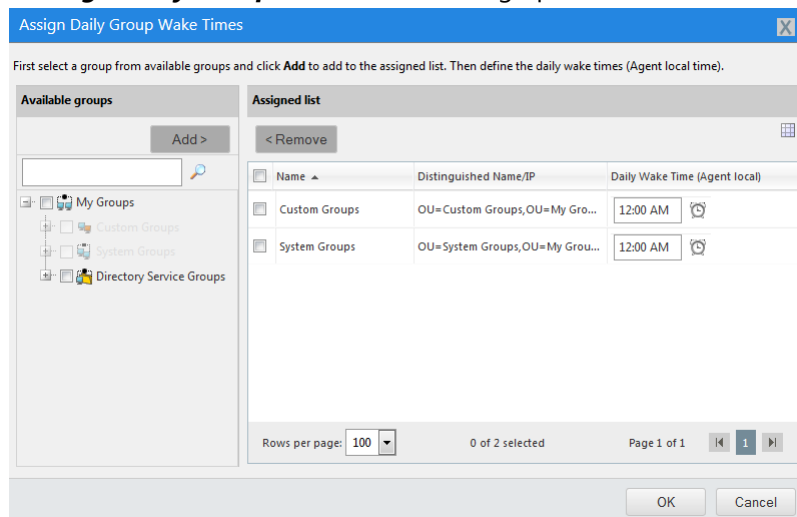 Assign Daily Group Wake Times
X
First select a group from available groups and click Add to add to the assigned list. Then define the daily wake times (Agent local time).
Available groups
Add >
My Groups
Custom Groups
System Groups
Directory Service Groups
Assigned list
< Remove
Name Distinguished Name/IP Daily Wake Time (Agent local)
Custom Groups OU=Custom Groups,OU=My Gro... 12:00 AM
System Groups OU=System Groups,OU=My Grou... 12:00 AM
Rows per page: 100 0 of 2 selected Page 1 of 1 1
OK Cancel